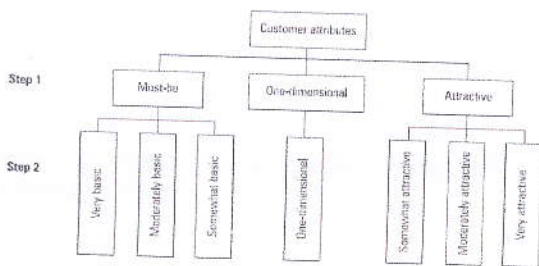 Customer attributes
Step 1
Must-be
One-dimensional
Attractive
Step 2
Very basic
Moderately basic
Somewhat basic
One-dimensional
Somewhat attractive
Moderately attractive
Very attractive